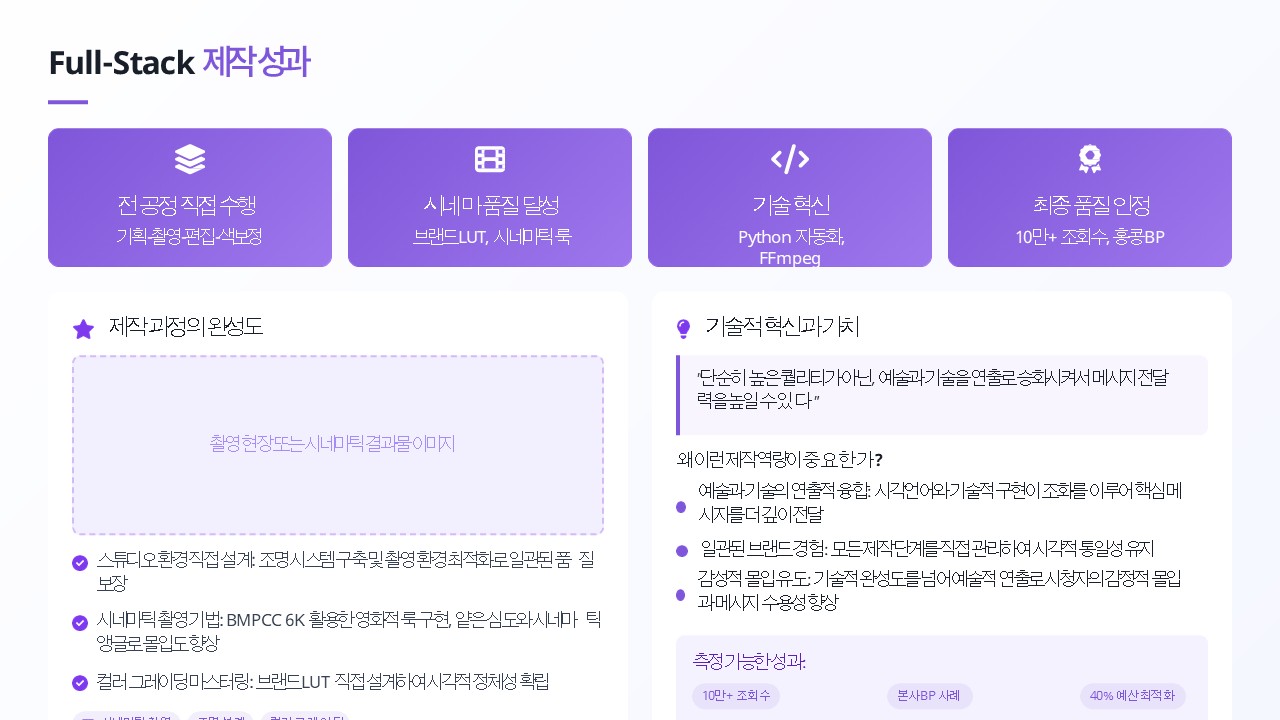 Full-Stack 제작 성과
전 공정 직접 수행
기획-촬영-편집-색보정
시네마 품질 달성
브랜드LUT, 시네마틱 룩
기술 혁신
Python 자동화,
FFmpeg
최종 품질 인정
10만+ 조회수, 홍콩BP
제작 과정의 완성도
촬영 현장 또는 시네마틱 결과물 이미지
스튜디오 환경 직접 설계: 조명 시스템 구축 및 촬영 환경 최적화로 일관된 품질
보장
시네마틱 촬영 기법: BMPCC 6K 활용한 영화적 룩 구현, 얕은 심도와 시네마틱
앵글로 몰입도 향상
컬러 그레이딩 마스터링: 브랜드LUT 직접 설계하여 시각적 정체성 확립
기술적 혁신과 가치
"단순히 높은 퀄리티가 아닌, 예술과 기술을 연출로 승화시켜서 메시지 전달
력을 높일 수 있다"
왜 이런 제작 역량이 중요한가?
예술과 기술의 연출적 융합: 시각언어와 기술적 구현이 조화를 이루어 핵심 메
시지를 더 깊이 전달
일관된 브랜드 경험: 모든 제작 단계를 직접 관리하여 시각적 통일성 유지
감성적 몰입 유도: 기술적 완성도를 넘어 예술적 연출로 시청자의 감정적 몰입
과 메시지 수용성 향상
측정 가능한 성과:
10만+ 조회수
본사BP 사례
40% 예산 최적화